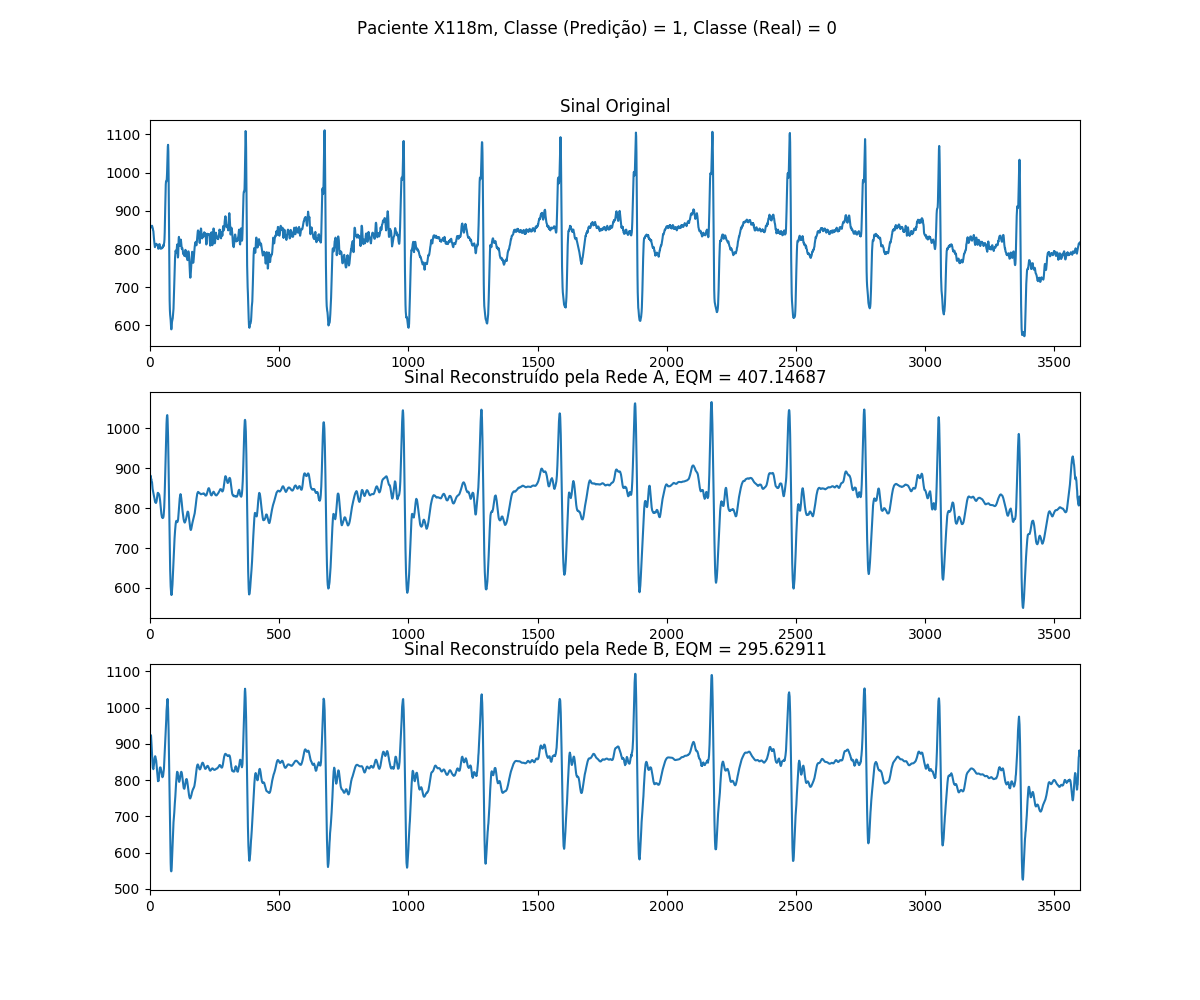 Paciente X118m, Classe (Predição) = 1, Classe (Real) = 0
Sinal Original
1100
1000
900
800
700
600
0 500 1000 1500 2000 2500 3000 3500
Sinal Reconstruído pela Rede A, EQM = 407.14687
1000
900
800
700
600
0 500 1000 1500 2000 2500 3000 3500
Sinal Reconstruído pela Rede B, EQM = 295.62911
1100
1000
900
800
700
600
500
0 500 1000 1500 2000 2500 3000 3500